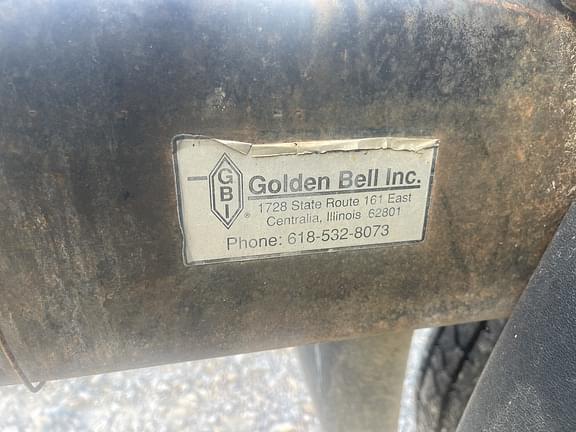 GBI
®
Golden Bell Inc.
1728 State Route 161 East
Centralia, Illinois 62801
Phone: 618-532-8073